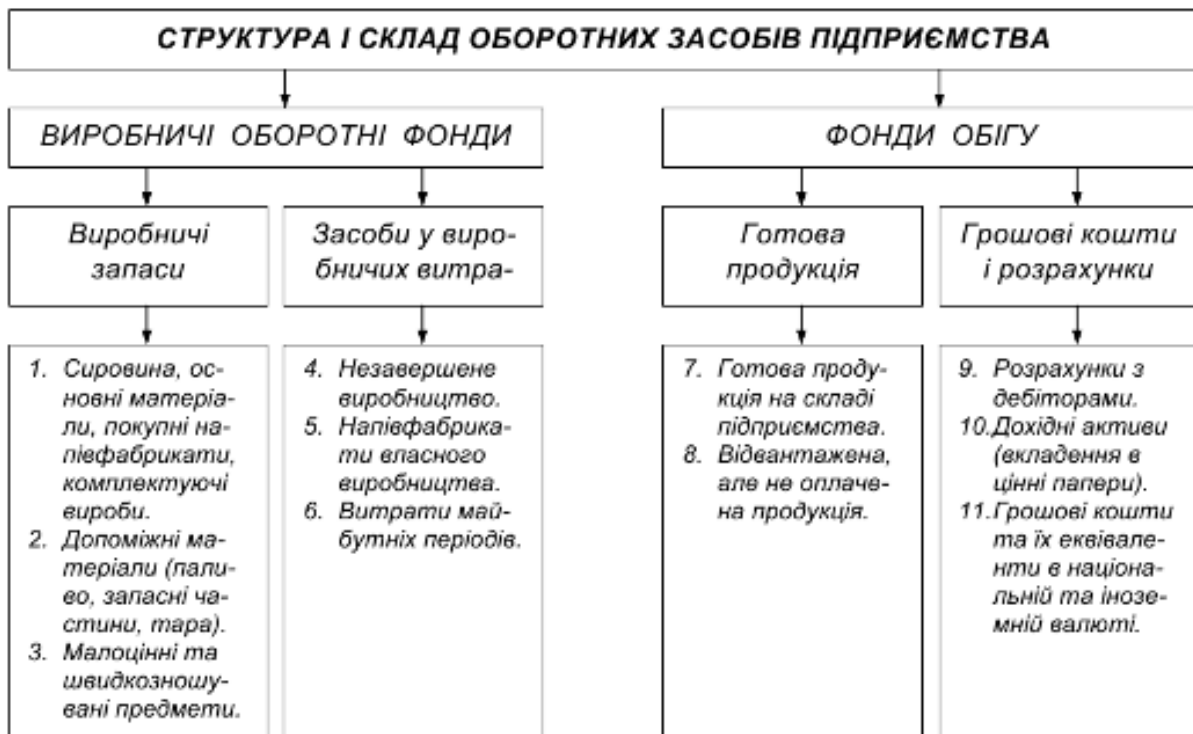 СТРУКТУРА І СКЛАД ОБОРОТНИХ ЗАСОБІВ ПІДПРИЄМСТВА
ВИРОБНИЧІ ОБОРОТНІ ФОНДИ
ФОНДИ ОБІГУ
Виробничі
запаси
Засоби у виро-
бничих витра-
Готова
продукція
Грошові кошти
і розрахунки
1. Сировина, ос-
новні матеріа-
ли, покупні на-
півфабрикати,
комплектуючі
вироби.
2. Допоміжні ма-
теріали (пали-
во, запасні ча-
стини, тара).
3. Малоцінні та
швидкозношу-
вані предмети.
4. Незавершене
виробництво.
5. Напівфабрика-
ти власного
виробництва.
6. Витрати май-
бутніх періодів.
7. Готова проду-
кція на складі
підприємства.
8. Відвантажена,
але не оплаче-
на продукція.
9. Розрахунки з
дебіторами.
10. Дохідні активи
(вкладення в
цінні папери).
11. Грошові кошти
та їх еквівале-
нти в націона-
льній та інозе-
мній валюті.